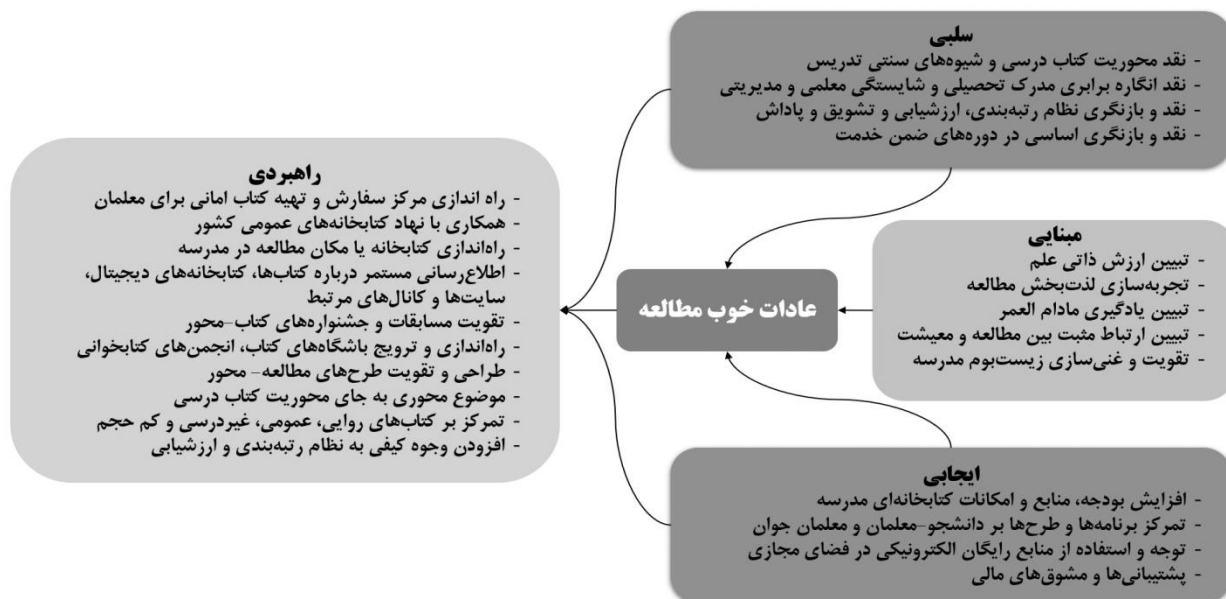 سلبی
- نقد محوریت کتاب درسی و شیوه‌های سنتی تدریس
- نقد انگاره برابری مدرک تحصیلی و شایستگی معلمی و مدیریتی
- نقد و بازنگری نظام رتبه‌بندی، ارزشیابی و تشویق و پاداش
- نقد و بازنگری اساسی در دوره‌های ضمن خدمت
مبنایی
- تبیین ارزش ذاتی علم
- تجربه‌سازی لذت‌بخش مطالعه
- تبیین یادگیری مادام العمر
- تبیین ارتباط مثبت بین مطالعه و معیشت
- تقویت و غنی‌سازی زیست‌بوم مدرسه
ایجابی
- افزایش بودجه، منابع و امکانات کتابخانه‌ای مدرسه
- تمرکز برنامه‌ها و طرح‌ها بر دانشجو–معلمان و معلمان جوان
- توجه و استفاده از منابع رایگان الکترونیکی در فضای مجازی
- پشتیبانی‌ها و مشوق‌های مالی
عادات خوب مطالعه
راهبردی
- راه اندازی مرکز سفارش و تهیه کتاب امانی برای معلمان
- همکاری با نهاد کتابخانه‌های عمومی کشور
- راه‌اندازی کتابخانه یا مکان مطالعه در مدرسه
- اطلاع‌رسانی مستمر درباره کتاب‌ها، کتابخانه‌های دیجیتال،
سایت‌ها و کانال‌های مرتبط
- تقویت مسابقات و جشنواره‌های کتاب–محور
- راه‌اندازی و ترویج باشگاه‌های کتاب، انجمن‌های کتابخوانی
- طراحی و تقویت طرح‌های مطالعه– محور
- موضوع محوری به جای محوریت کتاب درسی
- تمرکز بر کتاب‌های روایی، عمومی، غیردرسی و کم حجم
- افزودن وجوه کیفی به نظام رتبه‌بندی و ارزشیابی